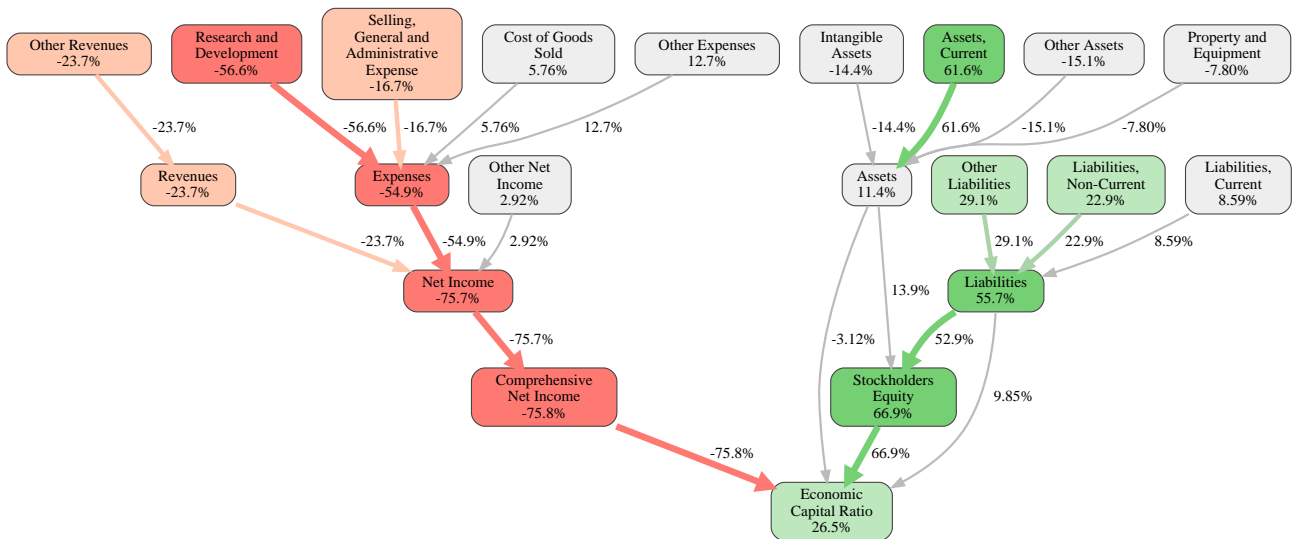 Other Revenues
-23.7%
Research and
Development
-56.6%
Selling,
General and
Administrative
Expense
-16.7%
Cost of Goods
Sold
5.76%
Other Expenses
12.7%
Intangible
Assets
-14.4%
Assets,
Current
61.6%
Other Assets
-15.1%
Property and
Equipment
-7.80%
-23.7%
-56.6%
-16.7%
5.76%
12.7%
-14.4%
61.6%
-15.1%
-7.80%
Revenues
-23.7%
Expenses
-54.9%
Other Net
Income
2.92%
Assets
11.4%
Other
Liabilities
29.1%
Liabilities,
Non-Current
22.9%
Liabilities,
Current
8.59%
-23.7%
-54.9%
2.92%
29.1%
22.9%
8.59%
Net Income
-75.7%
13.9%
Liabilities
55.7%
-75.7%
-3.12%
52.9%
Comprehensive
Net Income
-75.8%
Stockholders
Equity
66.9%
9.85%
-75.8%
66.9%
Economic
Capital Ratio
26.5%